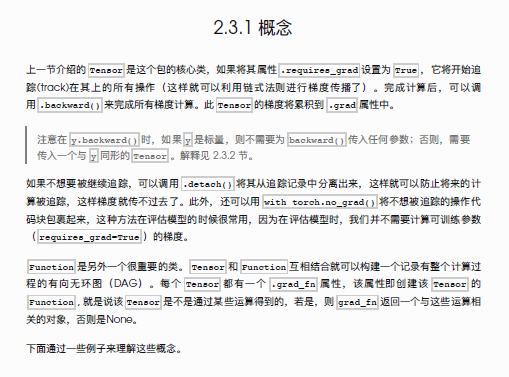 2.3.1 概念
上一节介绍的 Tensor 是这个包的核心类，如果将其属性 .requires_grad 设置为 True ，它将开始追
踪(track)在其上的所有操作（这样就可以利用链式法则进行梯度传播了）。完成计算后，可以调
用 .backward() 来完成所有梯度计算。此 Tensor 的梯度将累积到 .grad 属性中。
注意在 y.backward() 时，如果 y 是标量，则不需要为 backward() 传入任何参数；否则，需要
传入一个与 y 同形的 Tensor 。解释见 2.3.2 节。
如果不想要被继续追踪，可以调用 .detach() 将其从追踪记录中分离出来，这样就可以防止将来的计
算被追踪，这样梯度就传不过去了。此外，还可以用 with torch.no_grad() 将不想被追踪的操作代
码块包裹起来，这种方法在评估模型的时候很常用，因为在评估模型时，我们并不需要计算可训练参数
（ requires_grad=True ）的梯度。
Function 是另外一个很重要的类。 Tensor 和 Function 互相结合就可以构建一个记录有整个计算过
程的有向无环图（DAG）。每个 Tensor 都有一个 .grad_fn 属性，该属性即创建该 Tensor 的
Function ，就是说该 Tensor 是不是通过某些运算得到的，若是，则 grad_fn 返回一个与这些运算相
关的对象，否则是None。
下面通过一些例子来理解这些概念。